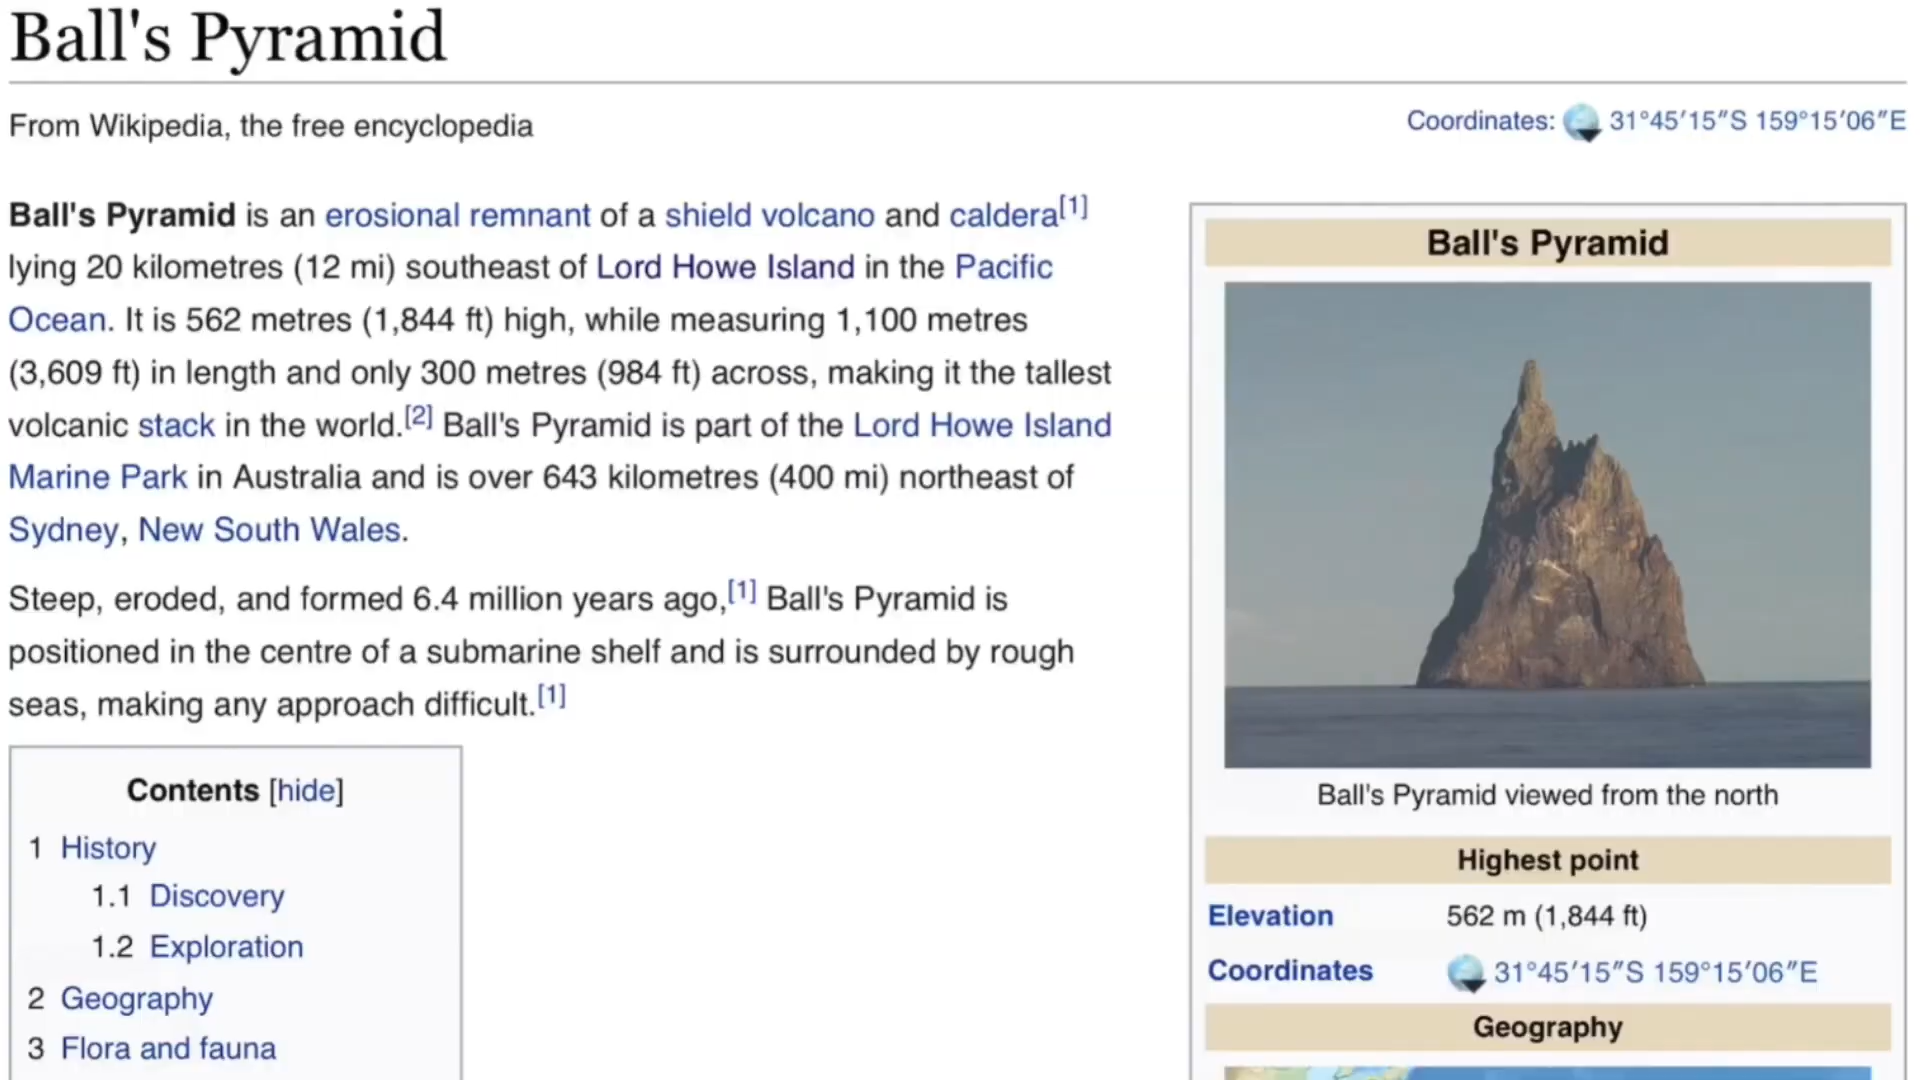 Ball's Pyramid
From Wikipedia, the free encyclopedia
Coordinates: 31°45′15″S 159°15′06″E
Ball's Pyramid is an erosional remnant of a shield volcano and caldera[1]
lying 20 kilometres (12 mi) southeast of Lord Howe Island in the Pacific
Ocean. It is 562 metres (1,844 ft) high, while measuring 1,100 metres
(3,609 ft) in length and only 300 metres (984 ft) across, making it the tallest
volcanic stack in the world.[2] Ball's Pyramid is part of the Lord Howe Island
Marine Park in Australia and is over 643 kilometres (400 mi) northeast of
Sydney, New South Wales.
Steep, eroded, and formed 6.4 million years ago,[1] Ball's Pyramid is
positioned in the centre of a submarine shelf and is surrounded by rough
seas, making any approach difficult.[1]
Contents [hide]
1 History
1.1 Discovery
1.2 Exploration
2 Geography
3 Flora and fauna
Ball's Pyramid
Ball's Pyramid viewed from the north
Highest point
Elevation 562 m (1,844 ft)
Coordinates 31°45′15″S 159°15′06″E
Geography